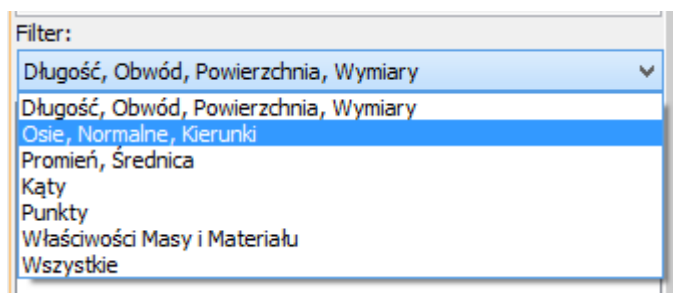 Filter:
Długość, Obwód, Powierzchnia, Wymiary
Długość, Obwód, Powierzchnia, Wymiary
Osie, Normalne, Kierunki
Promień, Średnica
Kąty
Punkty
Właściwości Masy i Materiału
Wszystkie